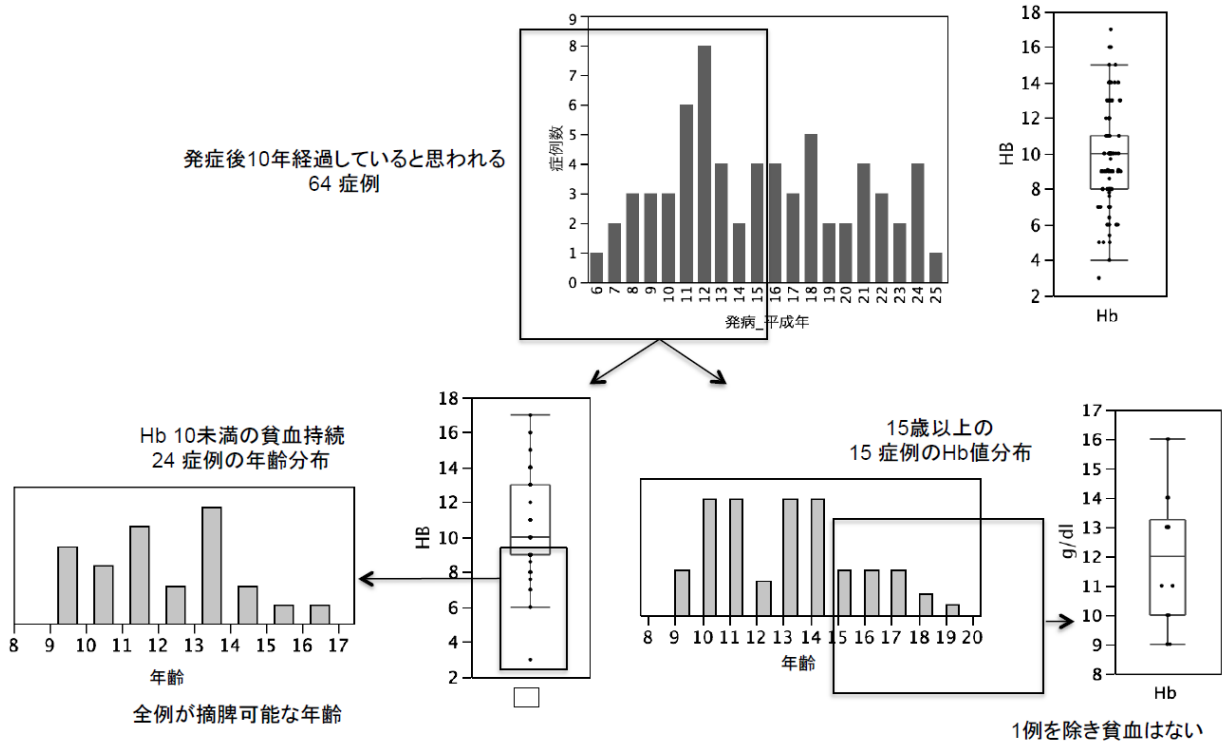 9
8
7
6
5
4
3
2
1
0
症例数
6 7 8 9 10 11 12 13 14 15 16 17 18 19 20 21 22 23 24 25
発病_平成年
18
16
14
12
10
8
6
4
2
HB
Hb
発症後10年経過していると思われる
64 症例
Hb 10未満の貧血持続
24 症例の年齢分布
8 9 10 11 12 13 14 15 16 17
年齢
全例が摘脾可能な年齢
18
16
14
12
10
8
6
4
2
HB
15歳以上の
15 症例のHb値分布
8 9 10 11 12 13 14 15 16 17 18 19 20
年齢
17
16
15
14
13
12
11
10
9
8
g/dl
Hb
1例を除き貧血はない